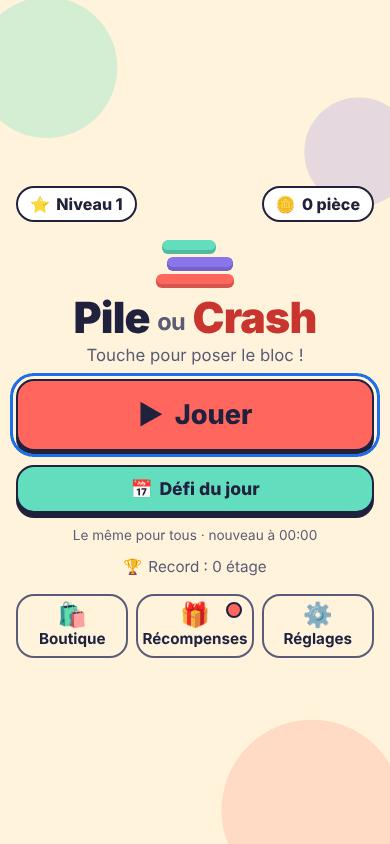 Niveau 1
0 pièce
Pile ou Crash
Touche pour poser le bloc !
Jouer
Défi du jour
Le même pour tous · nouveau à 00:00
Record : 0 étage
Boutique
Récompenses
Réglages